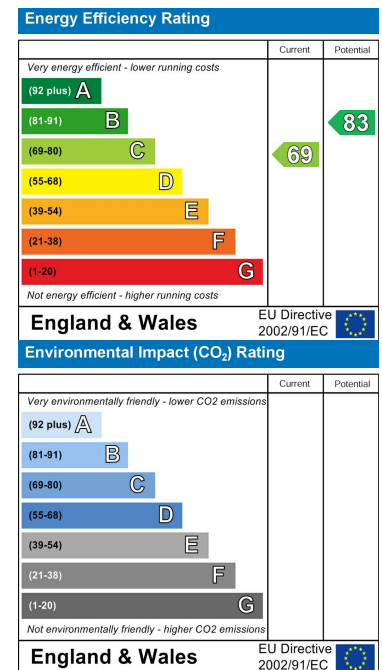 Energy Efficiency Rating
Current Potential
Very energy efficient - lower running costs
(92 plus) A
(81-91) B 83
(69-80) C 69
(55-68) D
(39-54) E
(21-38) F
(1-20) G
Not energy efficient - higher running costs
England & Wales EU Directive 2002/91/EC
Environmental Impact (CO₂) Rating
Current Potential
Very environmentally friendly - lower CO2 emissions
(92 plus) A
(81-91) B
(69-80) C
(55-68) D
(39-54) E
(21-38) F
(1-20) G
Not environmentally friendly - higher CO2 emissions
England & Wales EU Directive 2002/91/EC